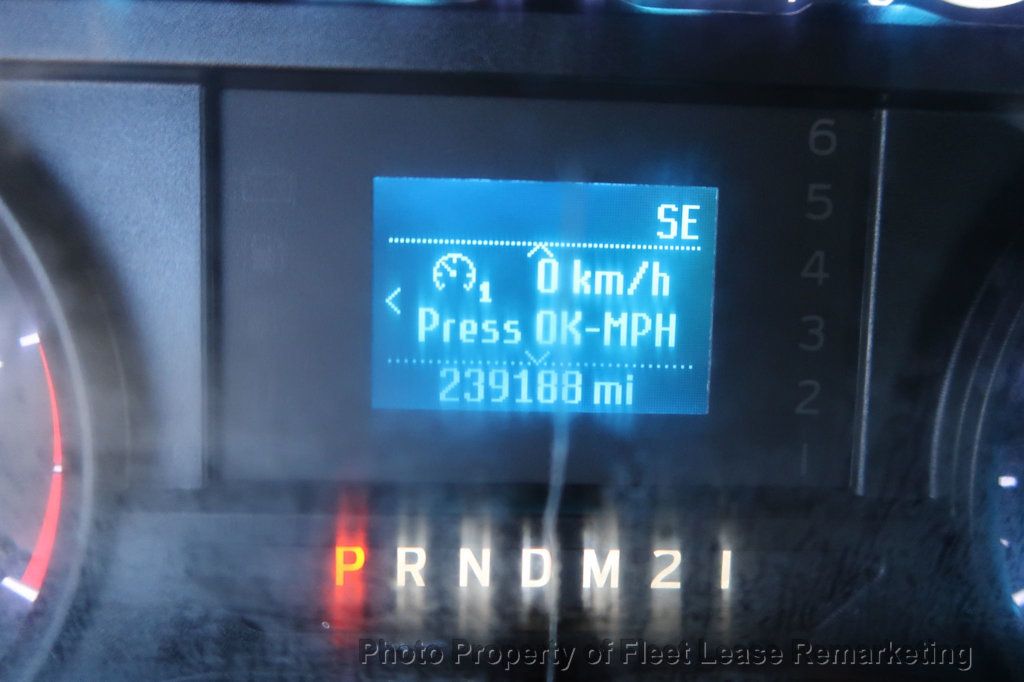 SE
0 km/h
1
Press OK-MPH
239188 mi
6
5
4
3
2
1
P R N D M 2 1
Photo Property of Fleet Lease Remarketing